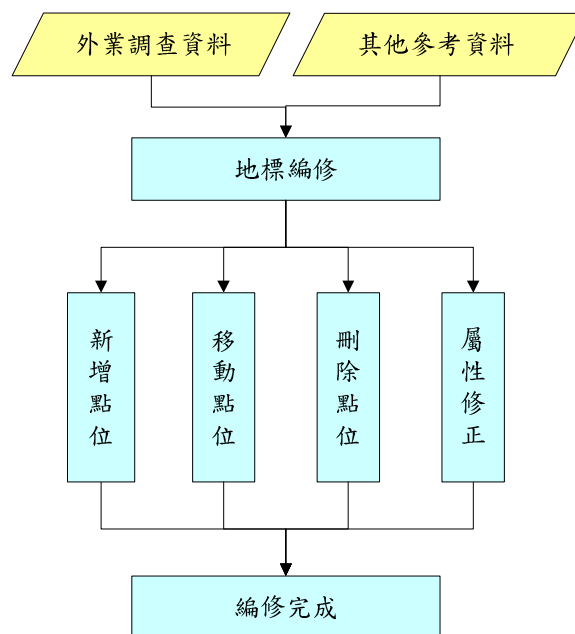 外業調查資料
其他參考資料
地標編修
新增點位
移動點位
刪除點位
屬性修正
編修完成